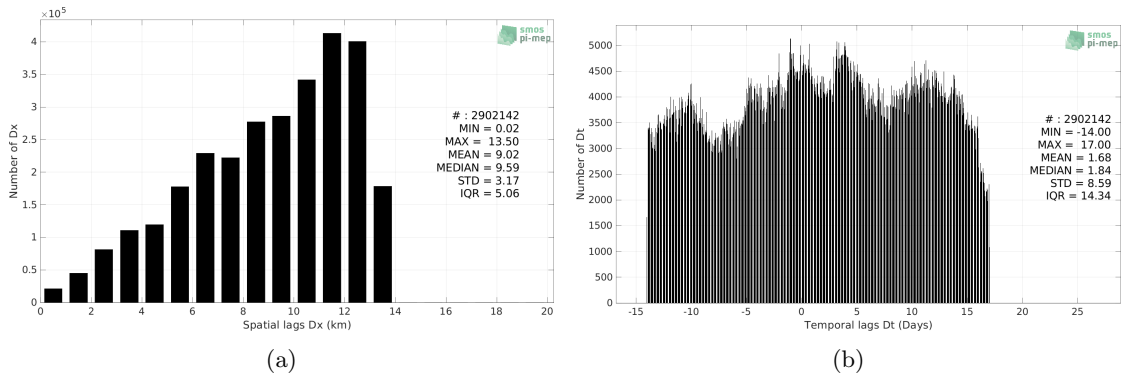 ×10⁵
4
3.5
3
2.5
2
1.5
1
0.5
0
Number of Dx
smos
pi-mep
# : 2902142
MIN = 0.02
MAX = 13.50
MEAN = 9.02
MEDIAN = 9.59
STD = 3.17
IQR = 5.06
0 2 4 6 8 10 12 14 16 18 20
Spatial lags Dx (km)
(a)
5000
4500
4000
3500
3000
2500
2000
1500
1000
500
0
Number of Dt
smos
pi-mep
# : 2902142
MIN = -14.00
MAX = 17.00
MEAN = 1.68
MEDIAN = 1.84
STD = 8.59
IQR = 14.34
-15 -10 -5 0 5 10 15 20 25
Temporal lags Dt (Days)
(b)